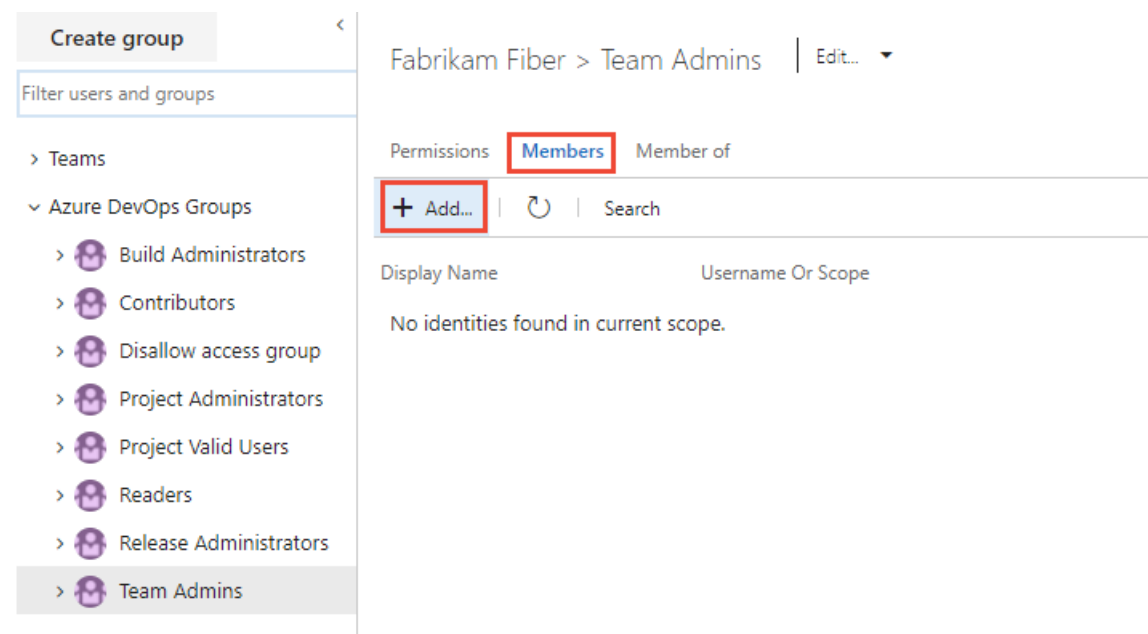 Create group
Filter users and groups
Teams
Azure DevOps Groups
Build Administrators
Contributors
Disallow access group
Project Administrators
Project Valid Users
Readers
Release Administrators
Team Admins
Fabrikam Fiber > Team Admins Edit...
Permissions Members Member of
+ Add... Search
Display Name Username Or Scope
No identities found in current scope.